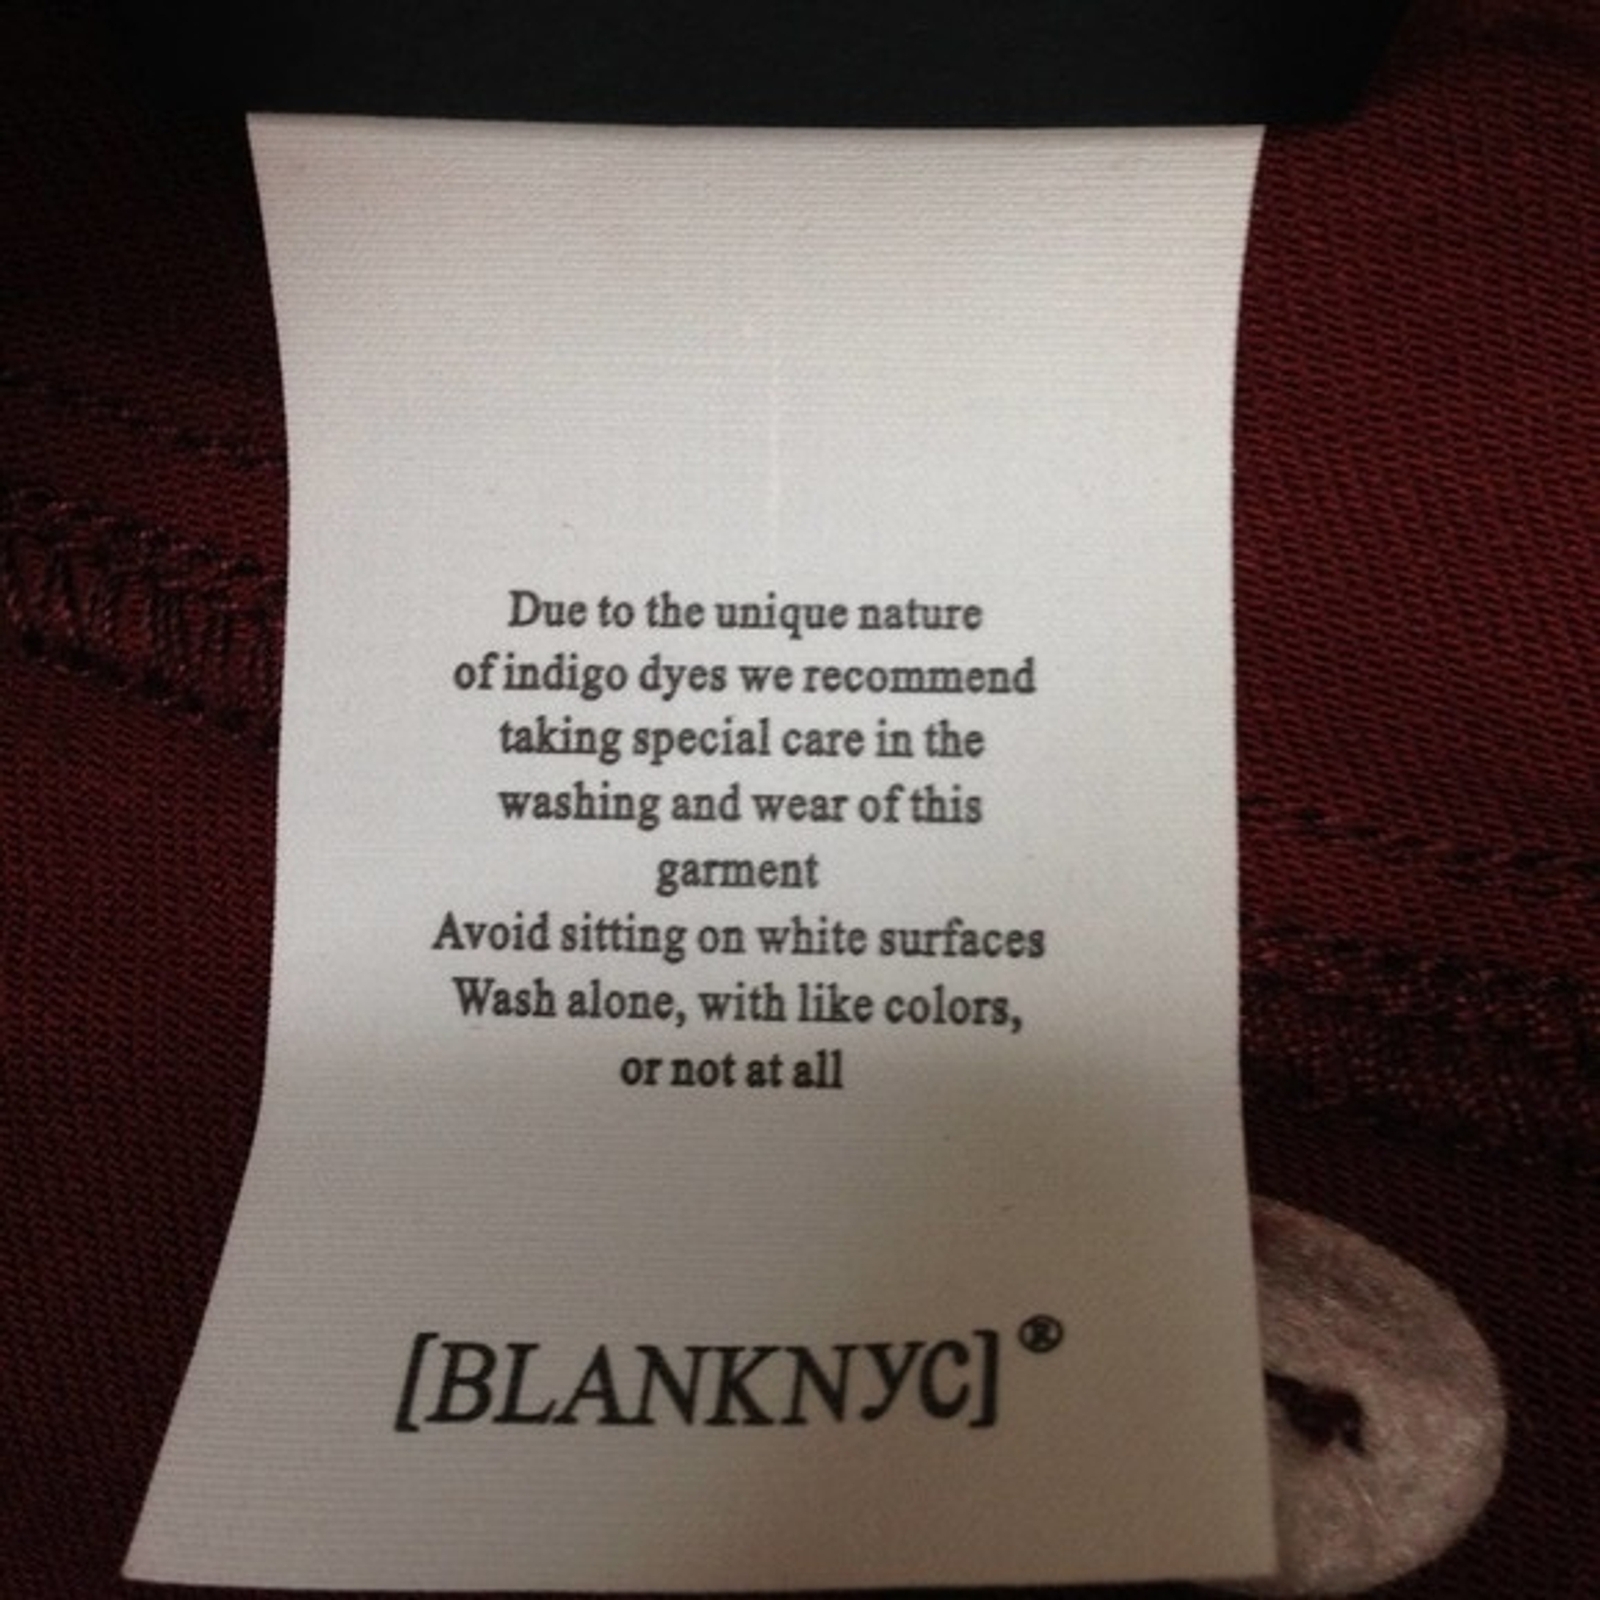 Due to the unique nature
of indigo dyes we recommend
taking special care in the
washing and wear of this
garment
Avoid sitting on white surfaces
Wash alone, with like colors,
or not at all
[BLANKNYC]®